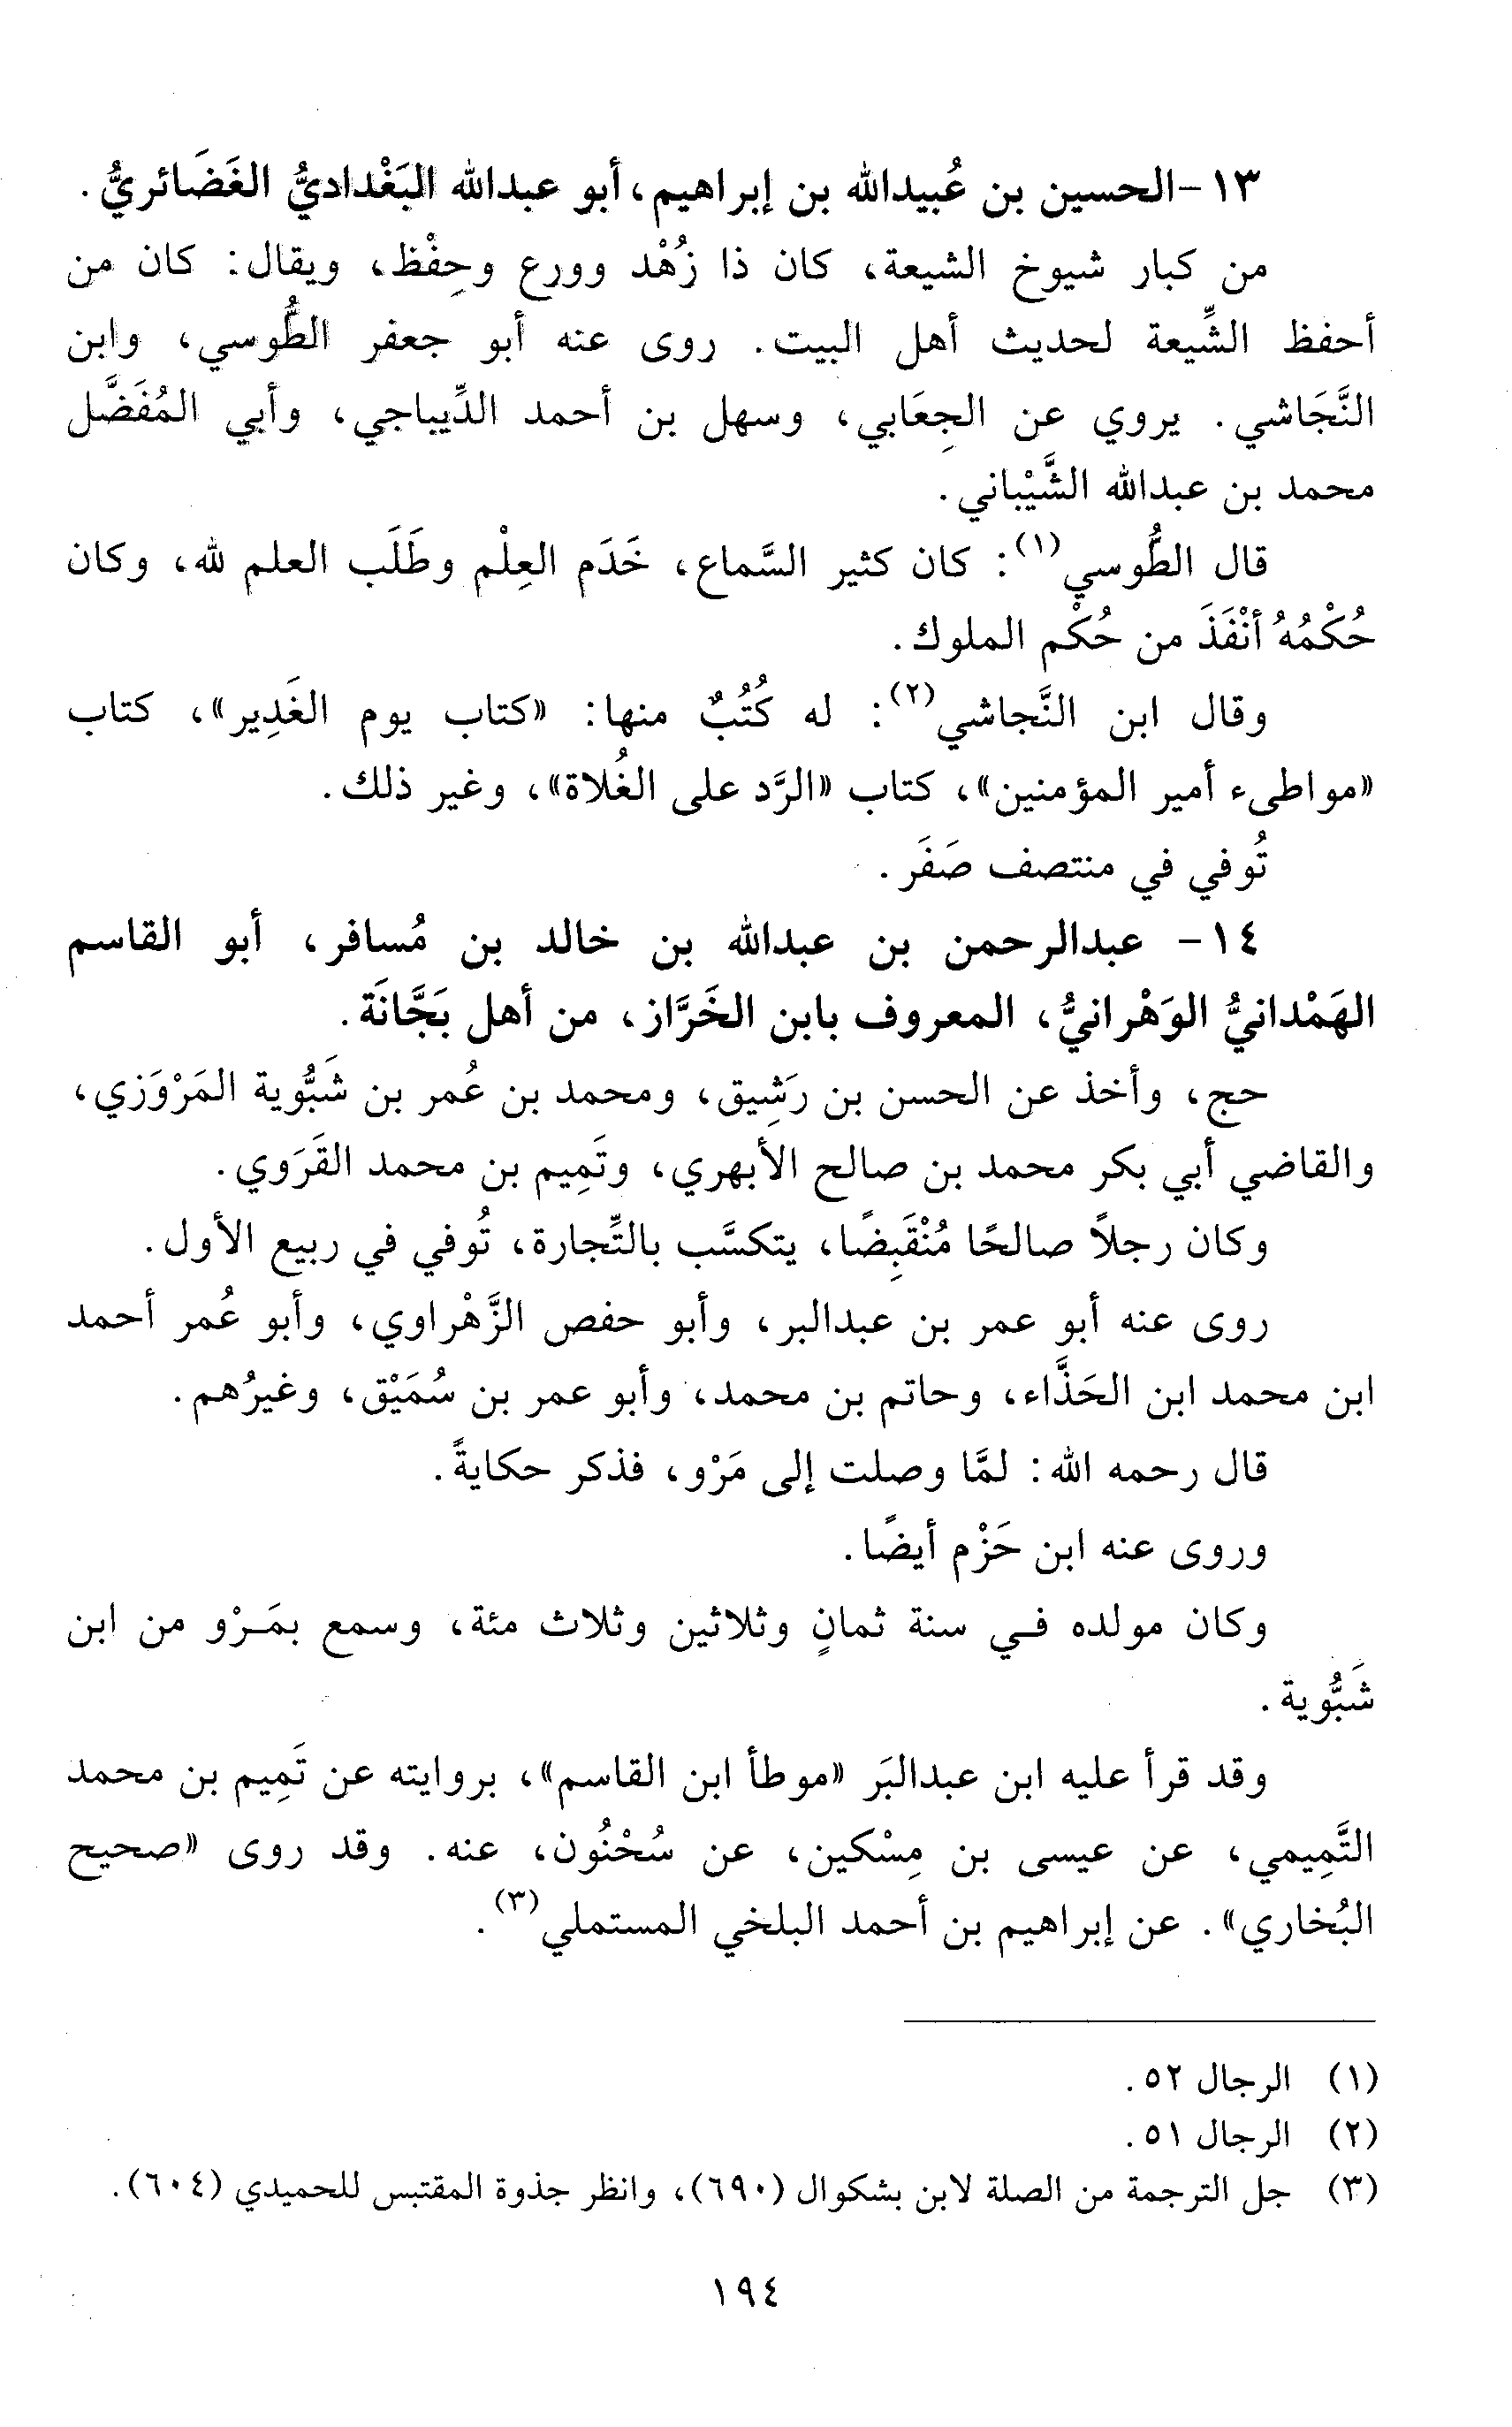 ١٣-الحسين بن عُبيدالله بن إبراهيم، أبو عبدالله البَغْداديُّ الغَضَائريُّ.
من كبار شيوخ الشيعة، كان ذا زُهْد وورع وحِفْظ، ويقال: كان من
أحفظ الشِّيعة لحديث أهل البيت. روى عنه أبو جعفر الطُّوسي، وابن
النَّجَاشي. يروي عن الجِعَابي، وسهل بن أحمد الدِّيباجي، وأبي المُفَضَّل
محمد بن عبدالله الشَّيْباني.
قال الطُّوسي(١): كان كثير السَّماع، خَدَم العِلْم وطَلَب العلم لله، وكان
حُكْمُهُ أنْفَذَ من حُكْم الملوك.
وقال ابن النَّجاشي(٢): له كُتُبٌ منها: «كتاب يوم الغَدِير»، كتاب
«مواطىء أمير المؤمنين»، كتاب «الرَّد على الغُلاة»، وغير ذلك.
تُوفي في منتصف صَفَر.
١٤- عبدالرحمن بن عبدالله بن خالد بن مُسافر، أبو القاسم
الهَمْدانيُّ الوَهْرانيُّ، المعروف بابن الخَرَّاز، من أهل بَجَّانَة.
حج، وأخذ عن الحسن بن رَشِيق، ومحمد بن عُمر بن شَبُّوية المَرْوَزي،
والقاضي أبي بكر محمد بن صالح الأبهري، وتَمِيم بن محمد القَرَوي.
وكان رجلاً صالحًا مُنْقَبِضًا، يتكسَّب بالتِّجارة، تُوفي في ربيع الأول.
روى عنه أبو عمر بن عبدالبر، وأبو حفص الزَّهْراوي، وأبو عُمر أحمد
ابن محمد ابن الحَذَّاء، وحاتم بن محمد، وأبو عمر بن سُمَيْق، وغيرُهم.
قال رحمه الله: لمَّا وصلت إلى مَرْو، فذكر حكايةً.
وروى عنه ابن حَزْم أيضًا.
وكان مولده في سنة ثمانٍ وثلاثين وثلاث مئة، وسمع بمَرْو من ابن
شَبُّوية.
وقد قرأ عليه ابن عبدالبَر «موطأ ابن القاسم»، بروايته عن تَمِيم بن محمد
التَّمِيمي، عن عيسى بن مِسْكين، عن سُحْنُون، عنه. وقد روى «صحيح
البُخاري». عن إبراهيم بن أحمد البلخي المستملي(٣).
(١) الرجال ٥٢.
(٢) الرجال ٥١.
(٣) جل الترجمة من الصلة لابن بشكوال (٦٩٠)، وانظر جذوة المقتبس للحميدي (٦٠٤).
١٩٤